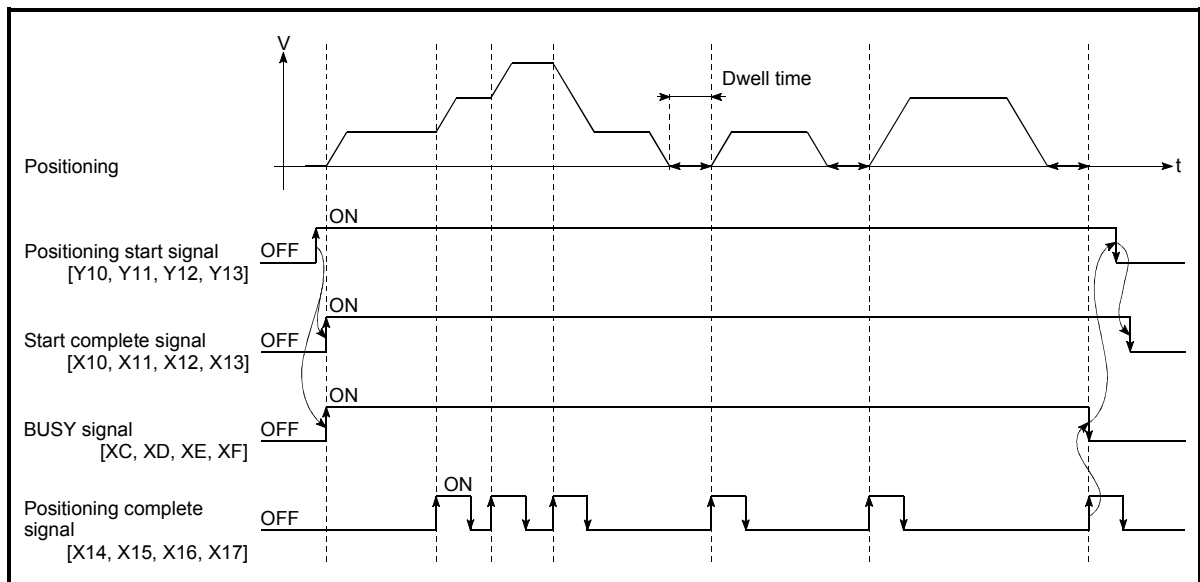 V
Dwell time
Positioning
t
ON
Positioning start signal
OFF
[Y10, Y11, Y12, Y13]
ON
Start complete signal
OFF
[X10, X11, X12, X13]
ON
BUSY signal
OFF
[XC, XD, XE, XF]
ON
Positioning complete
signal
OFF
[X14, X15, X16, X17]